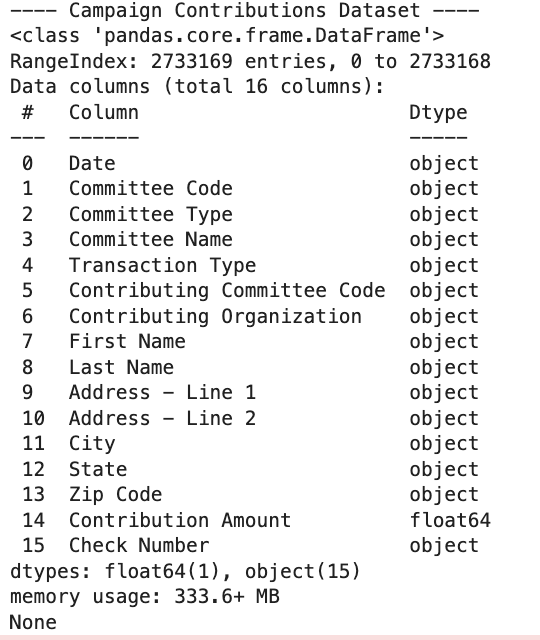 ---- Campaign Contributions Dataset ----
<class 'pandas.core.frame.DataFrame'>
RangeIndex: 2733169 entries, 0 to 2733168
Data columns (total 16 columns):
 #   Column                       Dtype
---  ------                       -----
 0   Date                         object
 1   Committee Code               object
 2   Committee Type               object
 3   Committee Name               object
 4   Transaction Type             object
 5   Contributing Committee Code  object
 6   Contributing Organization    object
 7   First Name                   object
 8   Last Name                    object
 9   Address - Line 1             object
 10  Address - Line 2             object
 11  City                         object
 12  State                        object
 13  Zip Code                     object
 14  Contribution Amount          float64
 15  Check Number                 object
dtypes: float64(1), object(15)
memory usage: 333.6+ MB
None